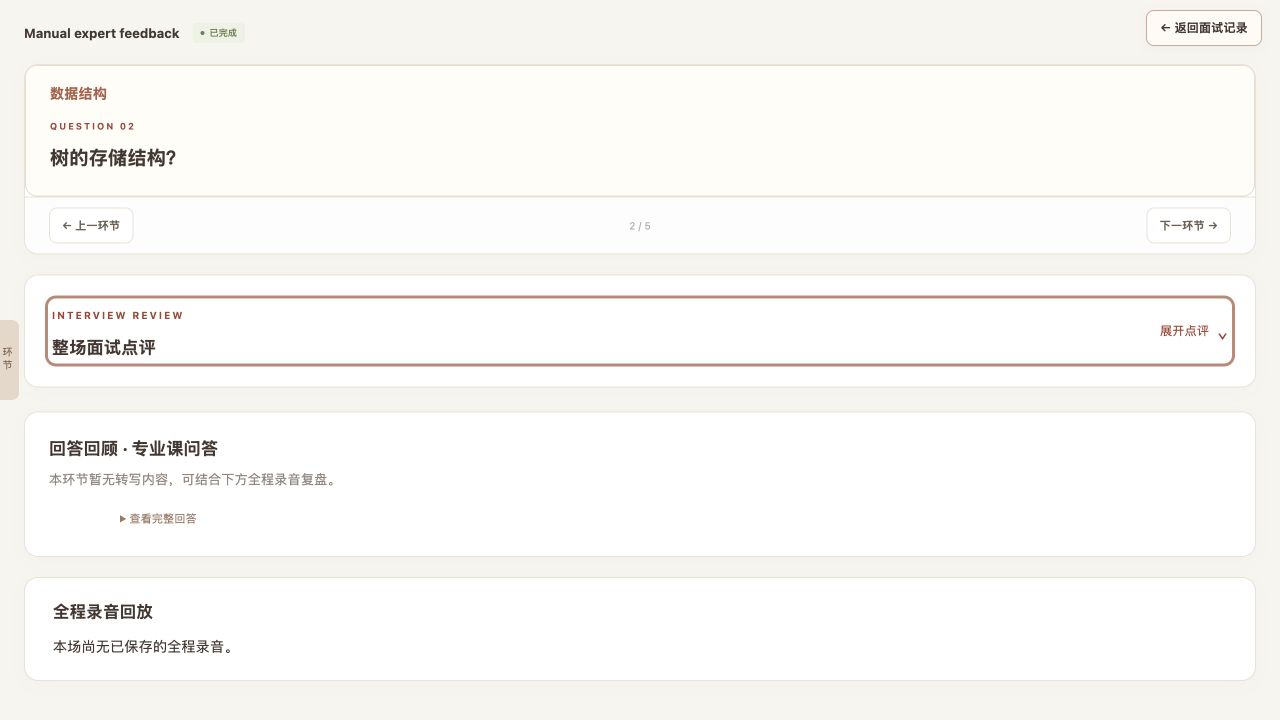 Manual expert feedback
• 已完成
← 返回面试记录
数据结构
QUESTION 02
树的存储结构?
← 上一环节
2 / 5
下一环节 →
INTERVIEW REVIEW
整场面试点评
展开点评
环节
回答回顾 · 专业课问答
本环节暂无转写内容，可结合下方全程录音复盘。
▶ 查看完整回答
全程录音回放
本场尚无已保存的全程录音。